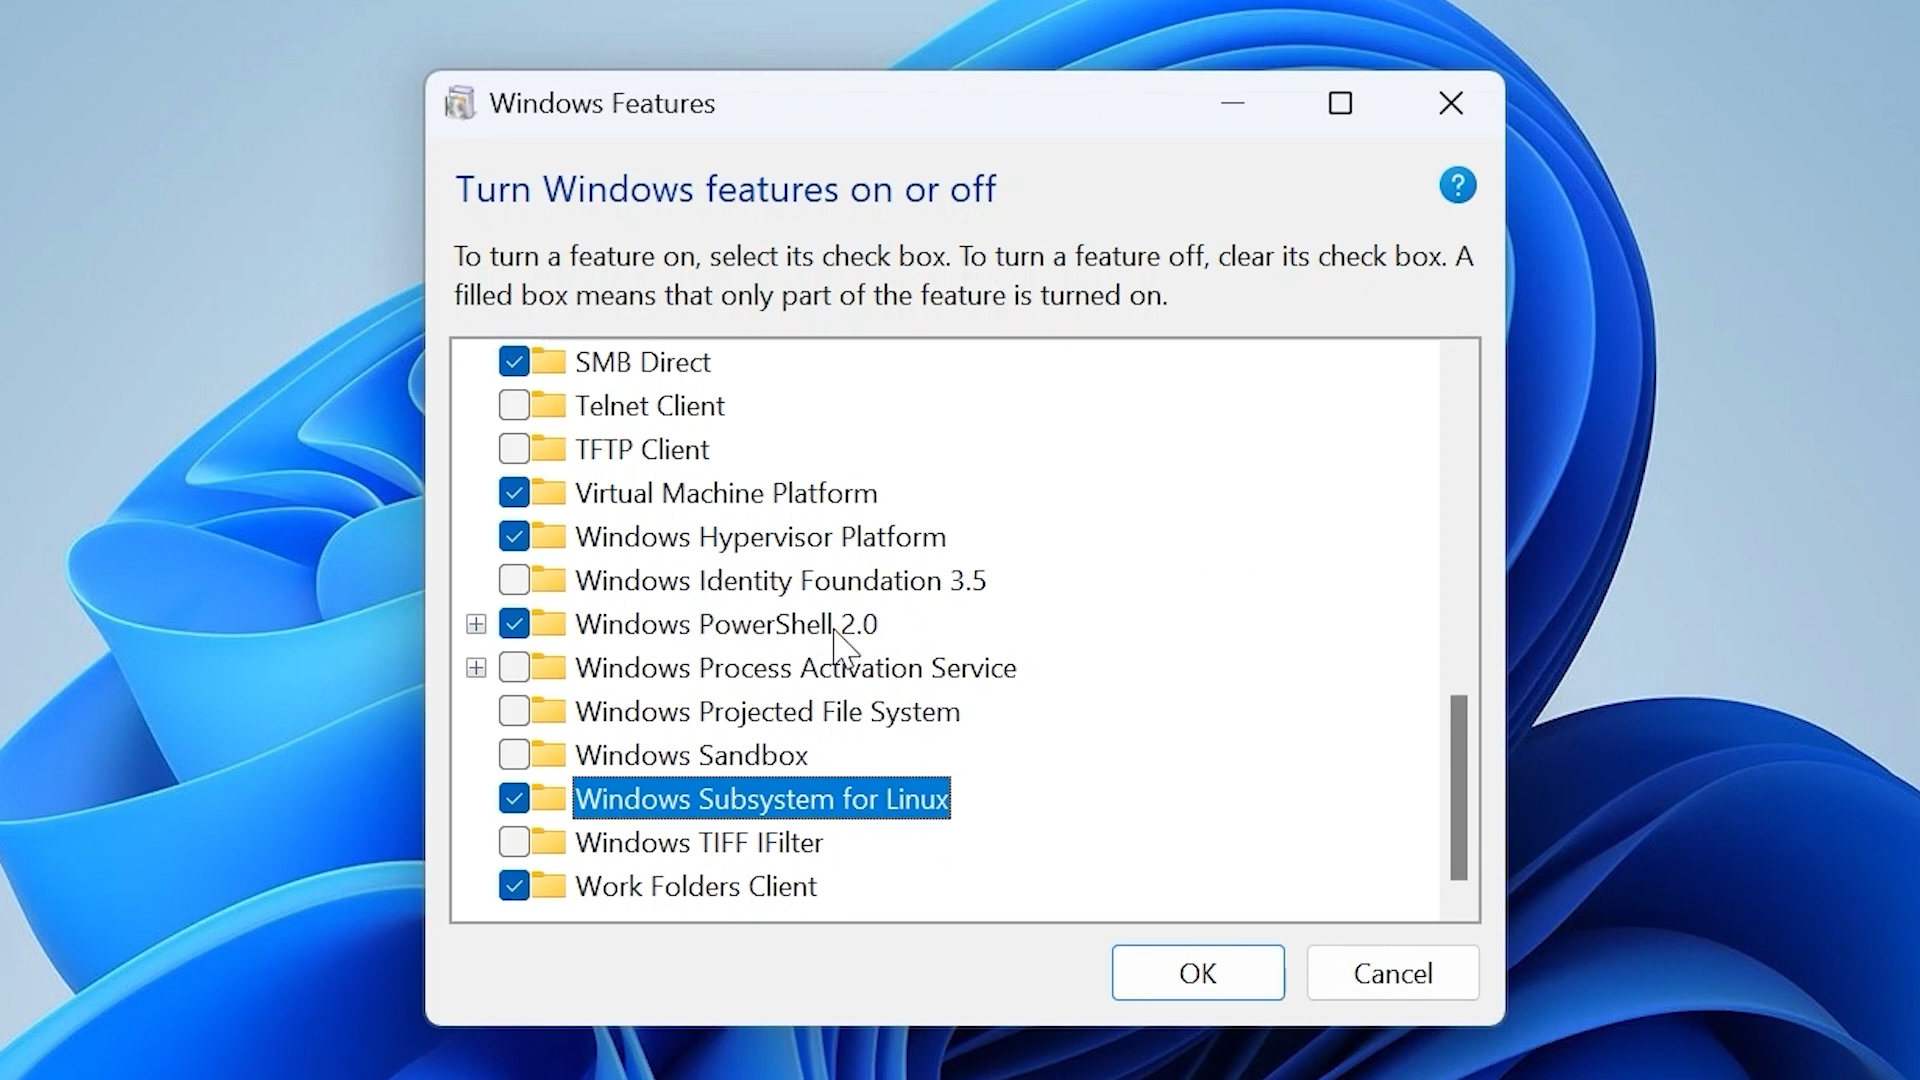 Windows Features
Turn Windows features on or off
?
To turn a feature on, select its check box. To turn a feature off, clear its check box. A
filled box means that only part of the feature is turned on.
SMB Direct
Telnet Client
TFTP Client
Virtual Machine Platform
Windows Hypervisor Platform
Windows Identity Foundation 3.5
Windows PowerShell 2.0
Windows Process Activation Service
Windows Projected File System
Windows Sandbox
Windows Subsystem for Linux
Windows TIFF IFilter
Work Folders Client
OK
Cancel